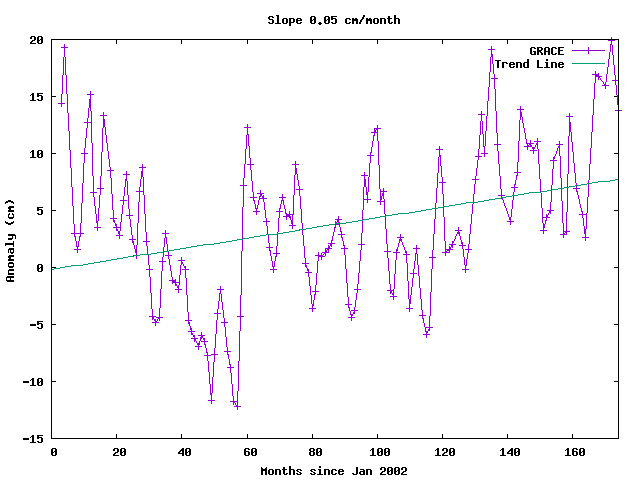 Slope 0.05 cm/month
GRACE
Trend Line
20
15
10
5
0
-5
-10
-15
Anomaly (cm)
0 20 40 60 80 100 120 140 160
Months since Jan 2002